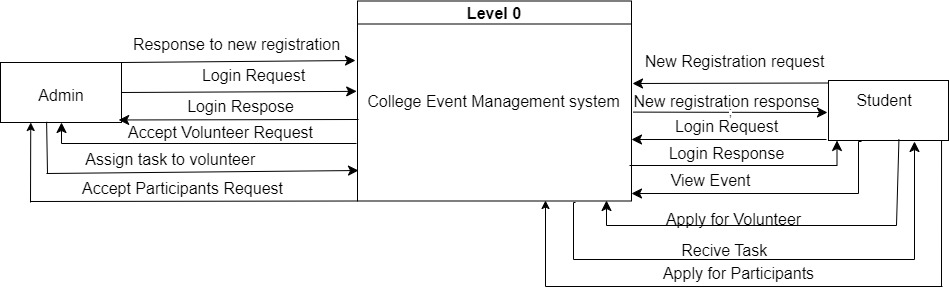 Level 0
Response to new registration
Login Request
Admin
Login Respose
Accept Volunteer Request
Assign task to volunteer
Accept Participants Request
College Event Management system
New Registration request
New registration response
Student
Login Request
Login Response
View Event
Apply for Volunteer
Recive Task
Apply for Participants